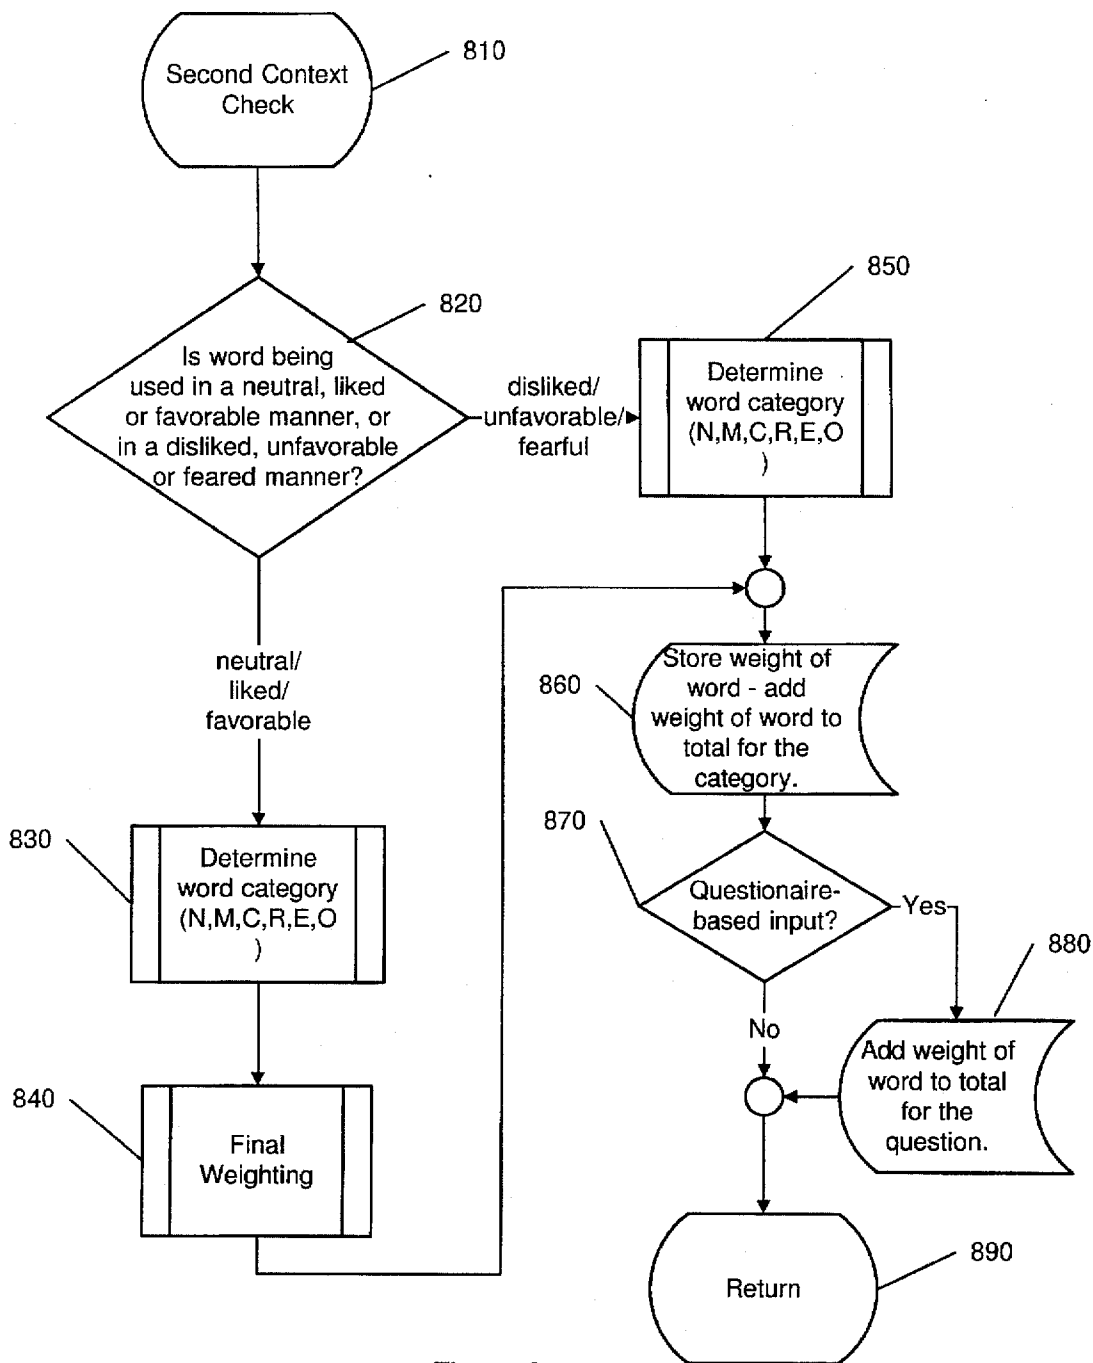 810
Second Context
Check
820
Is word being
used in a neutral, liked
or favorable manner, or
in a disliked, unfavorable
or feared manner?
disliked/
unfavorable/
fearful
850
Determine
word category
(N,M,C,R,E,O
)
neutral/
liked/
favorable
860
Store weight of
word - add
weight of word to
total for the
category.
830
Determine
word category
(N,M,C,R,E,O
)
870
Questionaire-
based input?
Yes
No
880
Add weight of
word to total
for the
question.
840
Final
Weighting
890
Return